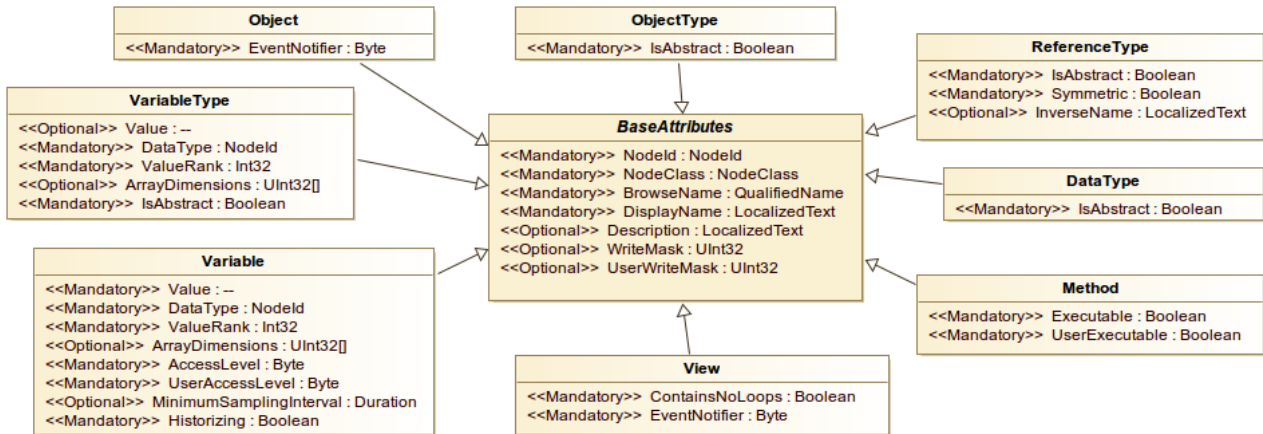 Object
<<Mandatory>> EventNotifier : Byte
ObjectType
<<Mandatory>> IsAbstract : Boolean
ReferenceType
<<Mandatory>> IsAbstract : Boolean
<<Mandatory>> Symmetric : Boolean
<<Optional>> InverseName : LocalizedText
VariableType
<<Optional>> Value : --
<<Mandatory>> DataType : NodeId
<<Mandatory>> ValueRank : Int32
<<Optional>> ArrayDimensions : UInt32[]
<<Mandatory>> IsAbstract : Boolean
BaseAttributes
<<Mandatory>> NodeId : NodeId
<<Mandatory>> NodeClass : NodeClass
<<Mandatory>> BrowseName : QualifiedName
<<Mandatory>> DisplayName : LocalizedText
<<Optional>> Description : LocalizedText
<<Optional>> WriteMask : UInt32
<<Optional>> UserWriteMask : UInt32
DataType
<<Mandatory>> IsAbstract : Boolean
Variable
<<Mandatory>> Value : --
<<Mandatory>> DataType : NodeId
<<Mandatory>> ValueRank : Int32
<<Optional>> ArrayDimensions : UInt32[]
<<Mandatory>> AccessLevel : Byte
<<Mandatory>> UserAccessLevel : Byte
<<Optional>> MinimumSamplingInterval : Duration
<<Mandatory>> Historizing : Boolean
Method
<<Mandatory>> Executable : Boolean
<<Mandatory>> UserExecutable : Boolean
View
<<Mandatory>> ContainsNoLoops : Boolean
<<Mandatory>> EventNotifier : Byte